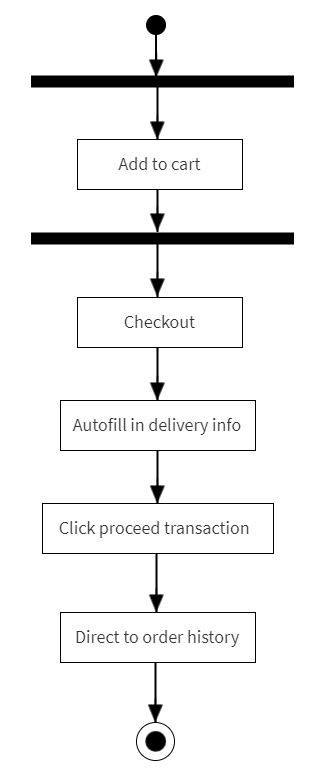 Add to cart
Checkout
Autofill in delivery info
Click proceed transaction
Direct to order history